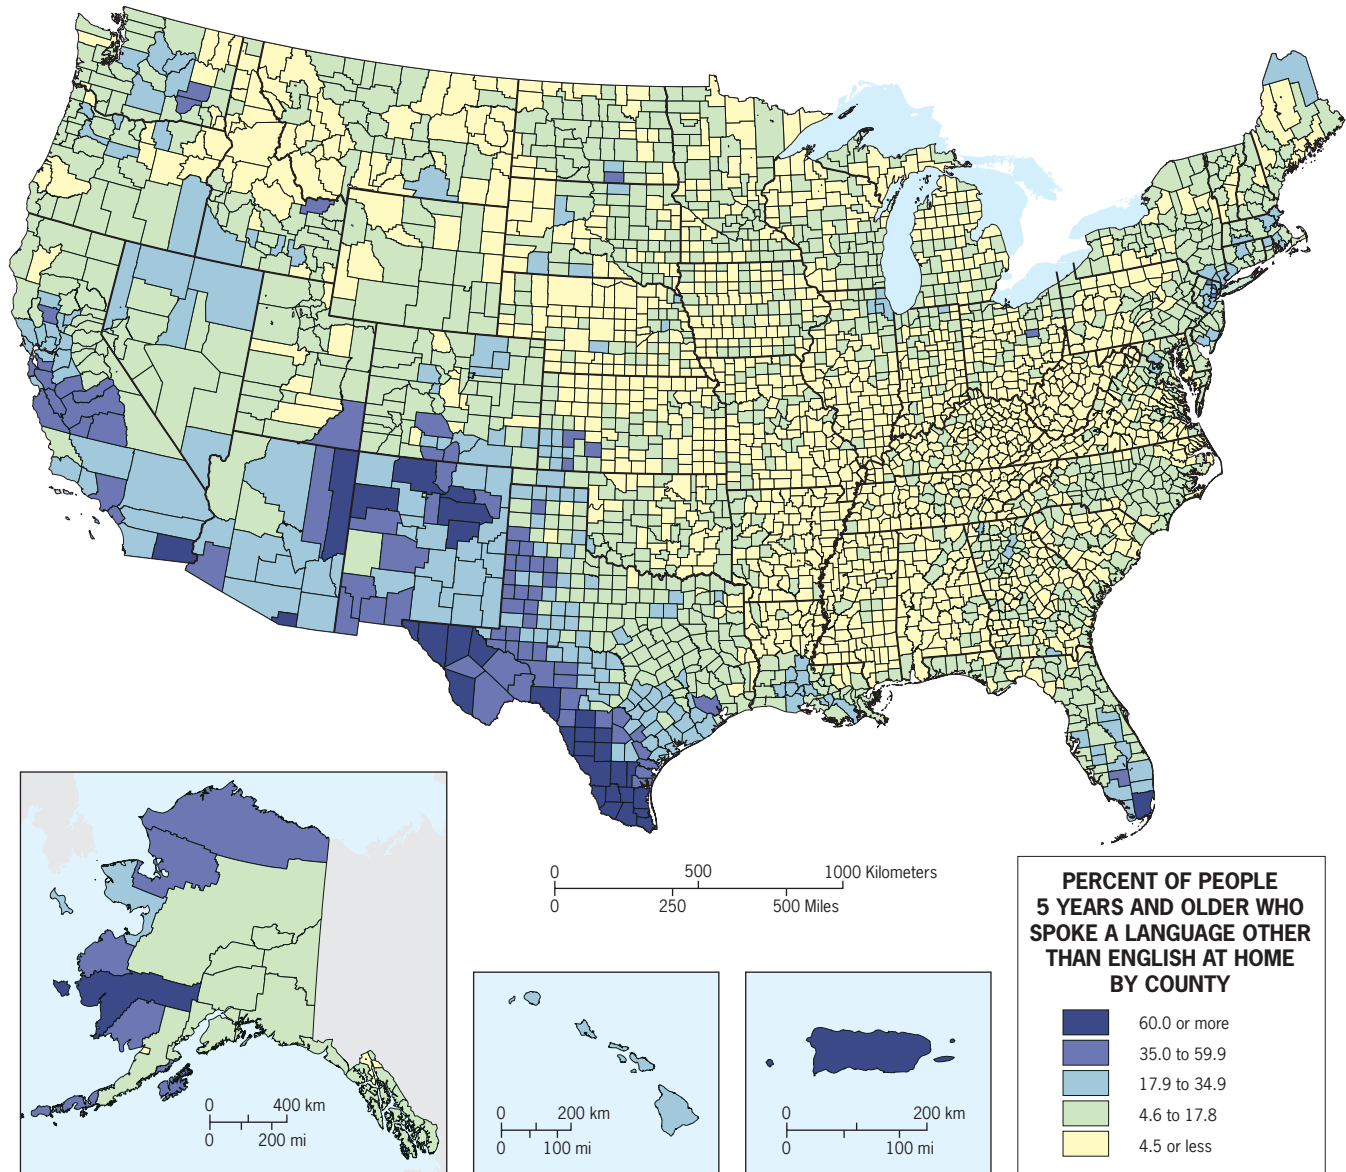 0 500 1000 Kilometers
0 250 500 Miles
PERCENT OF PEOPLE
5 YEARS AND OLDER WHO
SPOKE A LANGUAGE OTHER
THAN ENGLISH AT HOME
BY COUNTY
60.0 or more
35.0 to 59.9
17.9 to 34.9
4.6 to 17.8
4.5 or less
0 400 km
0 200 mi
0 200 km
0 100 mi
0 200 km
0 100 mi